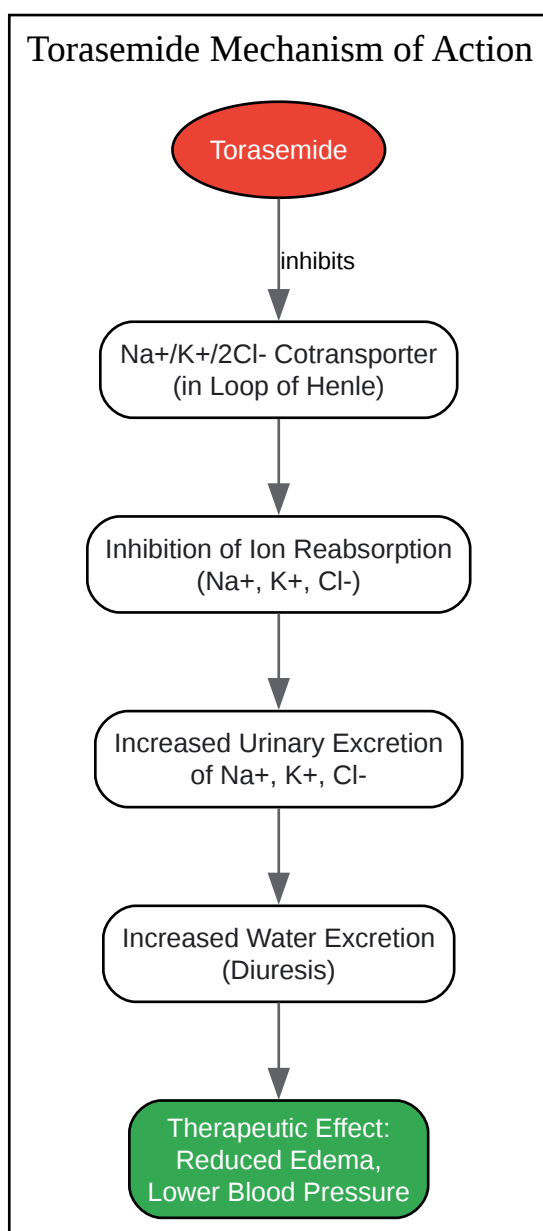 Torasemide Mechanism of Action
Torasemide
inhibits
Na+/K+/2Cl- Cotransporter
(in Loop of Henle)
Inhibition of Ion Reabsorption
(Na+, K+, Cl-)
Increased Urinary Excretion
of Na+, K+, Cl-
Increased Water Excretion
(Diuresis)
Therapeutic Effect:
Reduced Edema,
Lower Blood Pressure